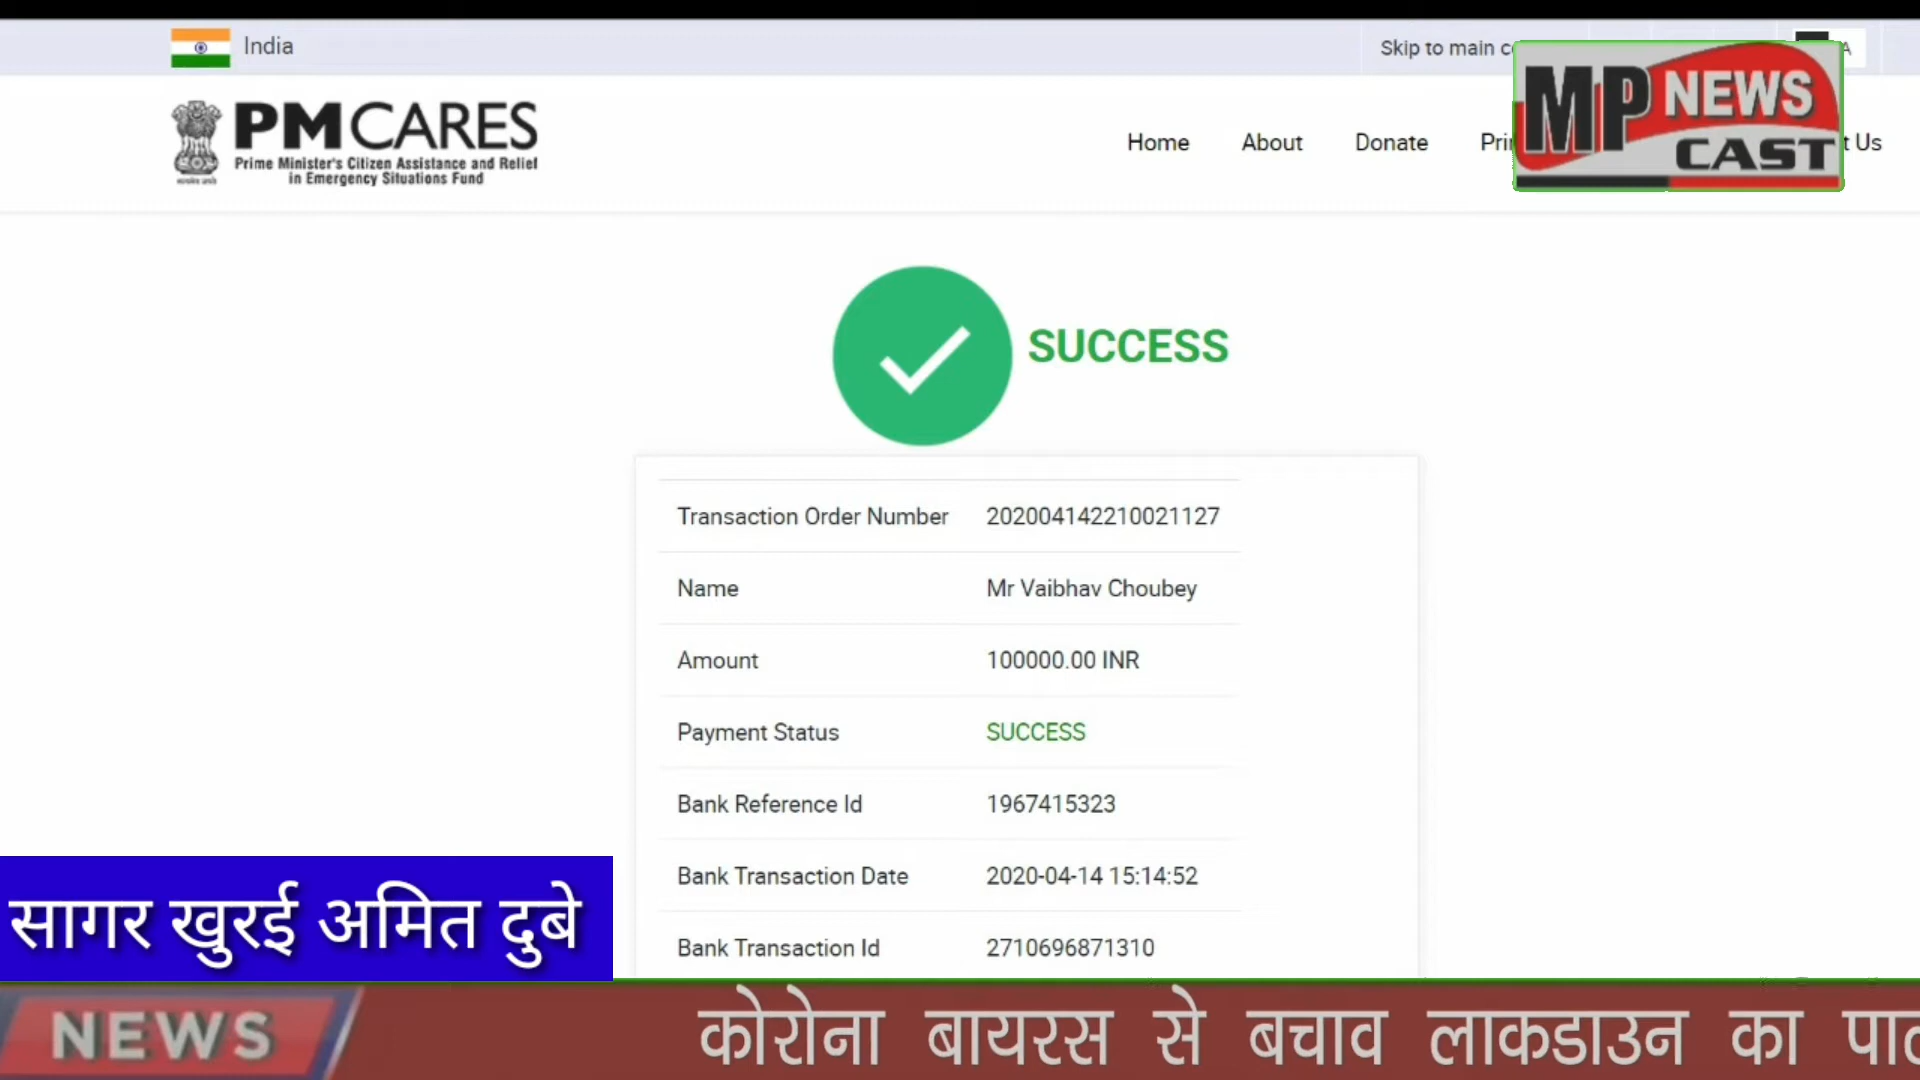 India
Skip to main
PM CARES
Prime Minister's Citizen Assistance and Relief
in Emergency Situations Fund
Home About Donate t Us
MP NEWS
CAST
SUCCESS
Transaction Order Number 202004142210021127
Name Mr Vaibhav Choubey
Amount 100000.00 INR
Payment Status SUCCESS
Bank Reference Id 1967415323
Bank Transaction Date 2020-04-14 15:14:52
Bank Transaction Id 2710696871310
सागर खुरई अमित दुबे
NEWS
कोरोना बायरस से बचाव लाकडाउन का